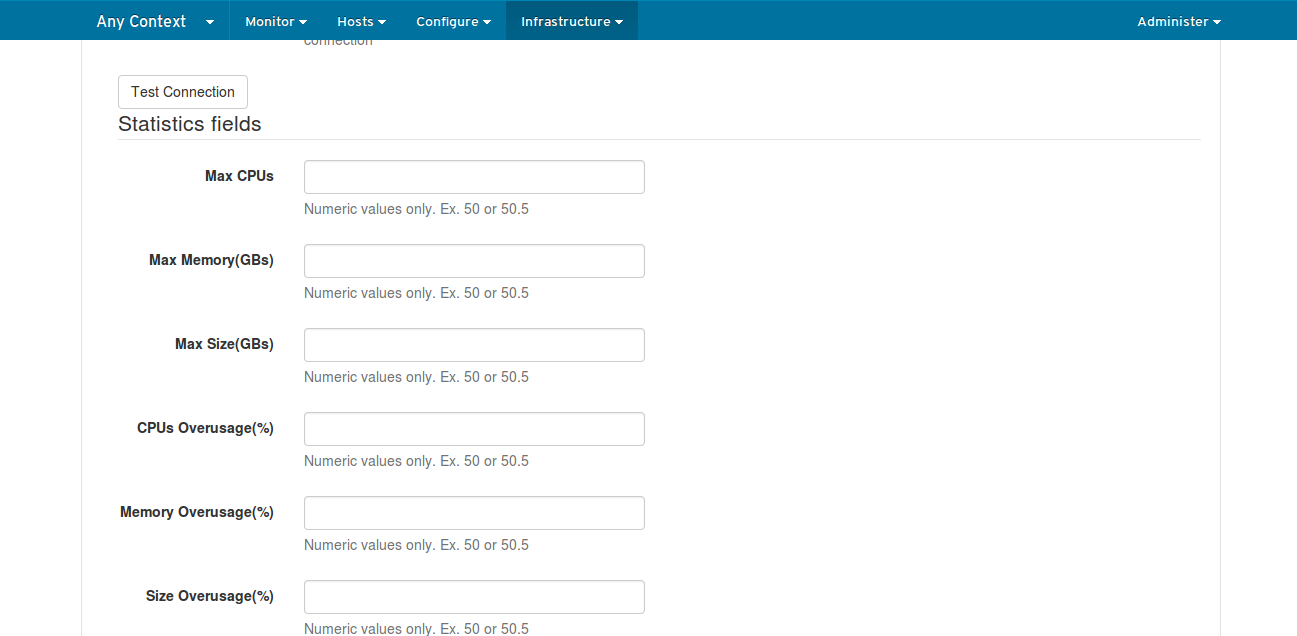 Any Context Monitor Hosts Configure Infrastructure Administer
connection
Test Connection
Statistics fields
Max CPUs
Numeric values only. Ex. 50 or 50.5
Max Memory(GBs)
Numeric values only. Ex. 50 or 50.5
Max Size(GBs)
Numeric values only. Ex. 50 or 50.5
CPUs Overusage(%)
Numeric values only. Ex. 50 or 50.5
Memory Overusage(%)
Numeric values only. Ex. 50 or 50.5
Size Overusage(%)
Numeric values only. Ex. 50 or 50.5